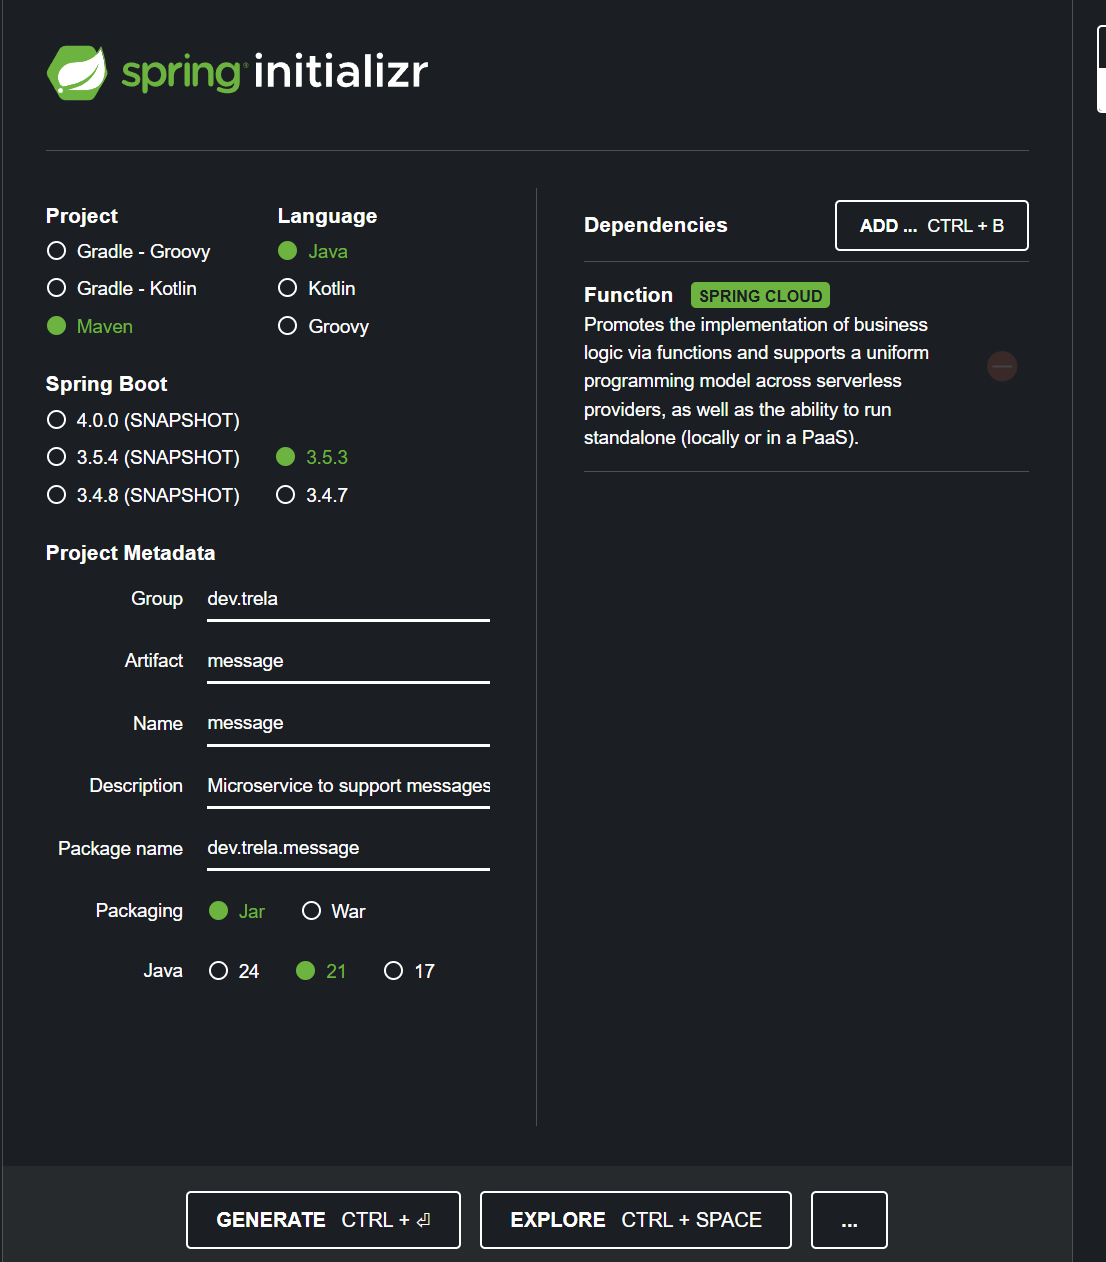 spring initializr
Project
Gradle - Groovy
Gradle - Kotlin
Maven
Language
Java
Kotlin
Groovy
Spring Boot
4.0.0 (SNAPSHOT)
3.5.4 (SNAPSHOT) 3.5.3
3.4.8 (SNAPSHOT) 3.4.7
Project Metadata
Group dev.trela
Artifact message
Name message
Description Microservice to support messages
Package name dev.trela.message
Packaging Jar War
Java 24 21 17
Dependencies
ADD ... CTRL + B
Function SPRING CLOUD
Promotes the implementation of business
logic via functions and supports a uniform
programming model across serverless
providers, as well as the ability to run
standalone (locally or in a PaaS).
GENERATE CTRL + ⏎
EXPLORE CTRL + SPACE
...